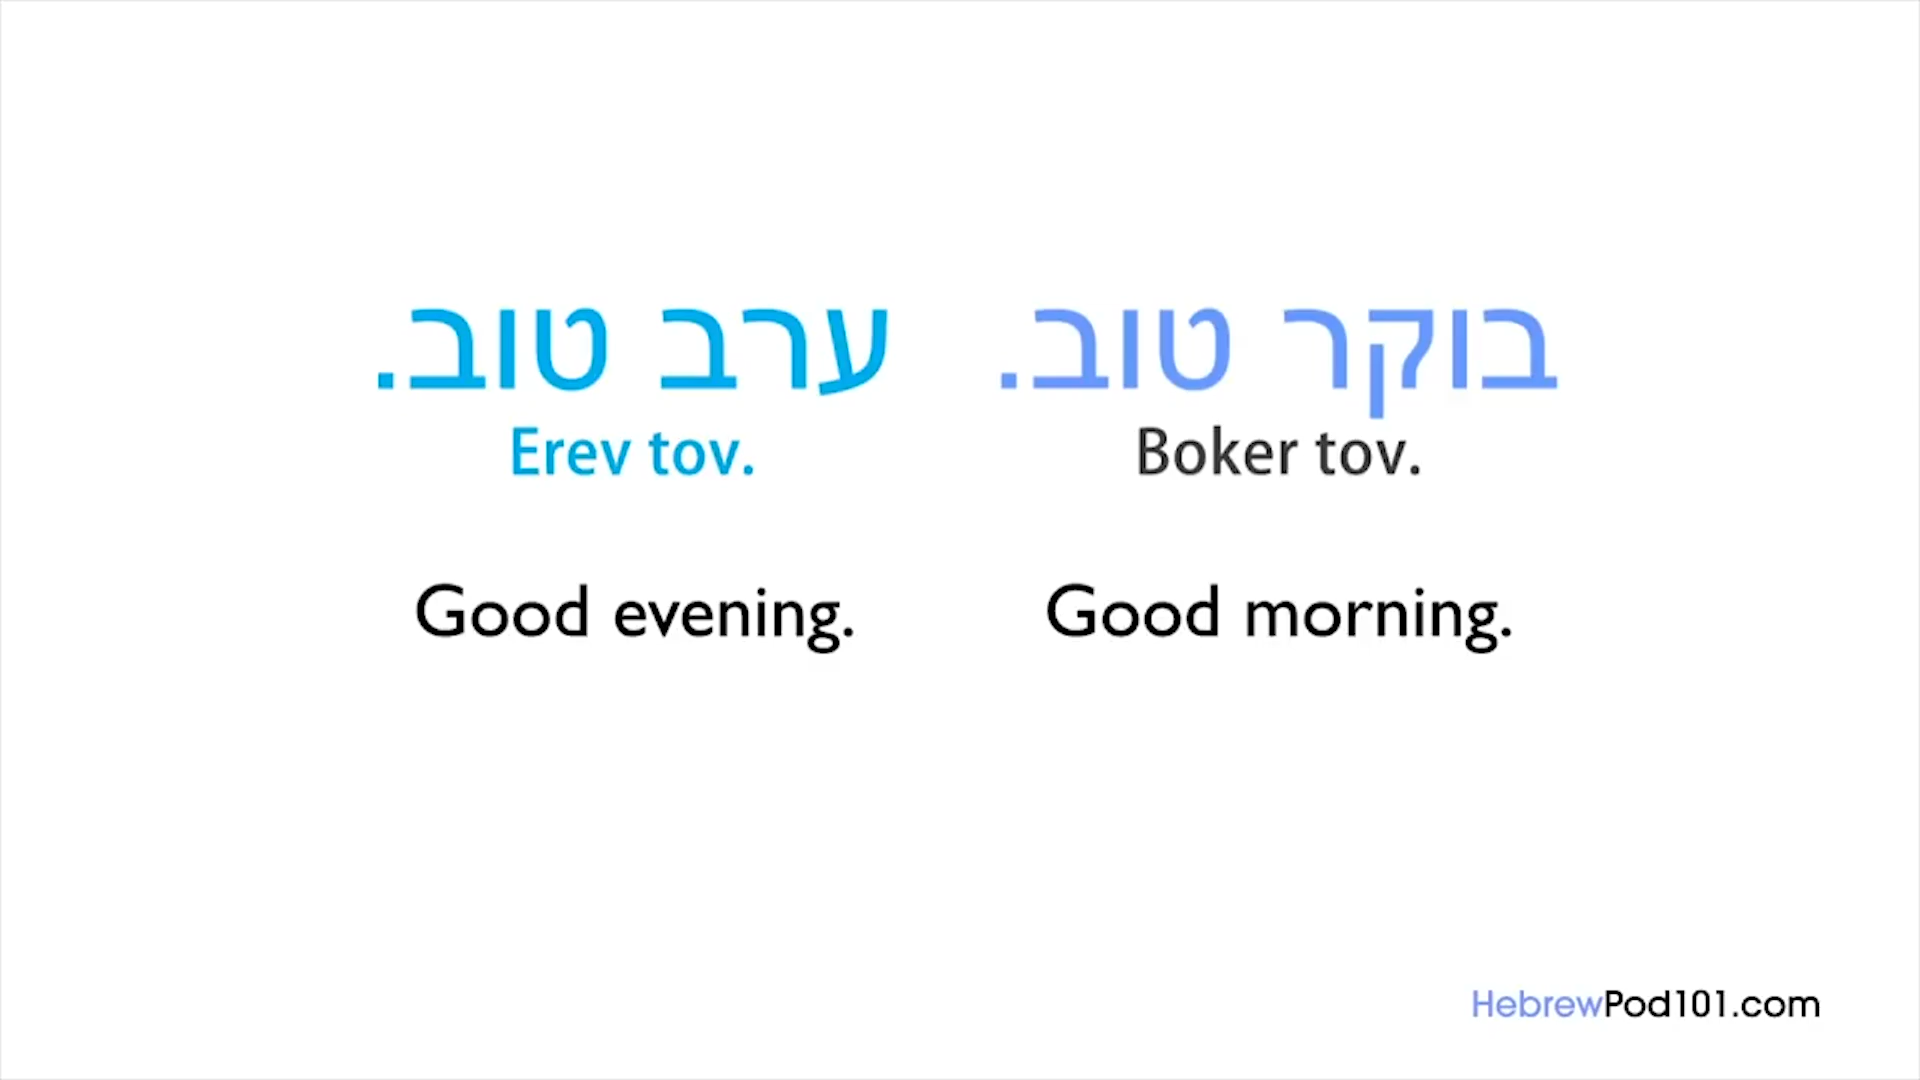 ערב טוב.
Erev tov.
Good evening.
בוקר טוב.
Boker tov.
Good morning.
HebrewPod101.com